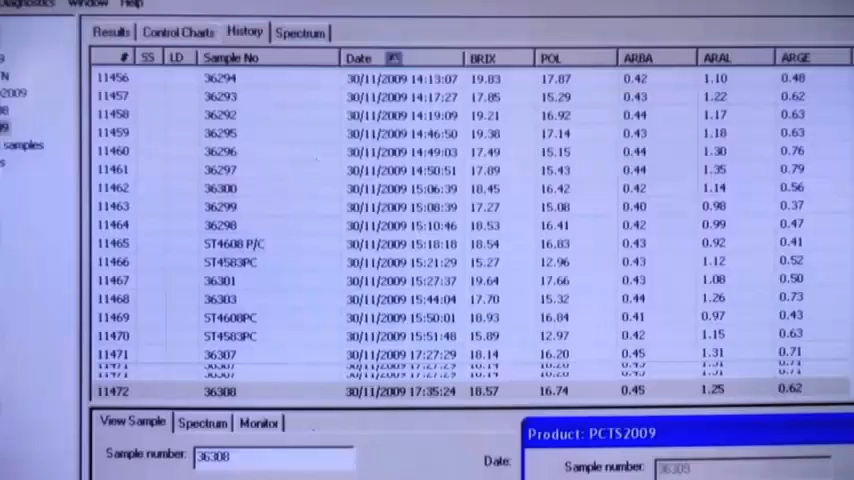 Diagnostics Window Help
Results Control Charts History Spectrum
# SS LD Sample No Date BRIX POL ARBA ARAL ARGE
11456 36294 30/11/2009 14:13:07 19.83 17.87 0.42 1.10 0.48
11457 36293 30/11/2009 14:17:27 17.85 15.29 0.43 1.22 0.62
11458 36292 30/11/2009 14:19:09 19.21 16.92 0.44 1.17 0.63
11459 36295 30/11/2009 14:46:50 19.38 17.14 0.43 1.18 0.63
11460 36296 30/11/2009 14:49:03 17.49 15.15 0.44 1.30 0.76
11461 36297 30/11/2009 14:50:51 17.89 15.43 0.44 1.35 0.79
11462 36300 30/11/2009 15:06:39 18.45 16.42 0.42 1.14 0.56
11463 36299 30/11/2009 15:08:39 17.27 15.08 0.40 0.98 0.37
11464 36298 30/11/2009 15:10:46 18.53 16.41 0.42 0.99 0.47
11465 ST4608 P/C 30/11/2009 15:18:18 18.54 16.83 0.43 0.92 0.41
11466 ST4583PC 30/11/2009 15:21:29 15.27 12.96 0.43 1.12 0.52
11467 36301 30/11/2009 15:27:37 19.64 17.66 0.43 1.08 0.50
11468 36303 30/11/2009 15:44:04 17.70 15.32 0.44 1.26 0.73
11469 ST4608PC 30/11/2009 15:50:01 18.93 16.84 0.41 0.97 0.43
11470 ST4583PC 30/11/2009 15:51:48 15.89 12.97 0.42 1.15 0.63
11471 36307 30/11/2009 17:27:29 18.14 16.20 0.45 1.31 0.71
11472 36308 30/11/2009 17:35:24 18.57 16.74 0.45 1.25 0.62
2009
samples
View Sample Spectrum Monitor
Sample number: 36308 Date:
Product: PCTS2009
Sample number: 36309